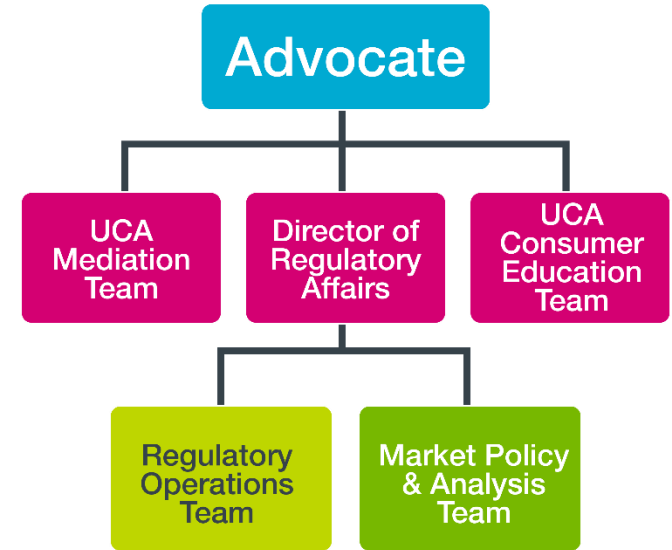 Advocate
UCA
Mediation
Team
Director of
Regulatory
Affairs
UCA
Consumer
Education
Team
Regulatory
Operations
Team
Market Policy
& Analysis
Team